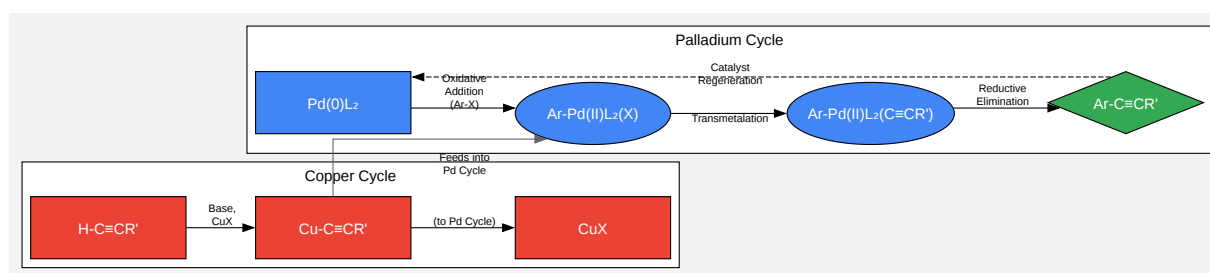 Palladium Cycle
Catalyst
Regeneration
Pd(0)L₂
Oxidative
Addition
(Ar-X)
Ar-Pd(II)L₂(X)
Transmetalation
Ar-Pd(II)L₂(C≡CR')
Reductive
Elimination
Ar-C≡CR'
Feeds into
Pd Cycle
Copper Cycle
H-C≡CR'
Base,
CuX
Cu-C≡CR'
(to Pd Cycle)
CuX